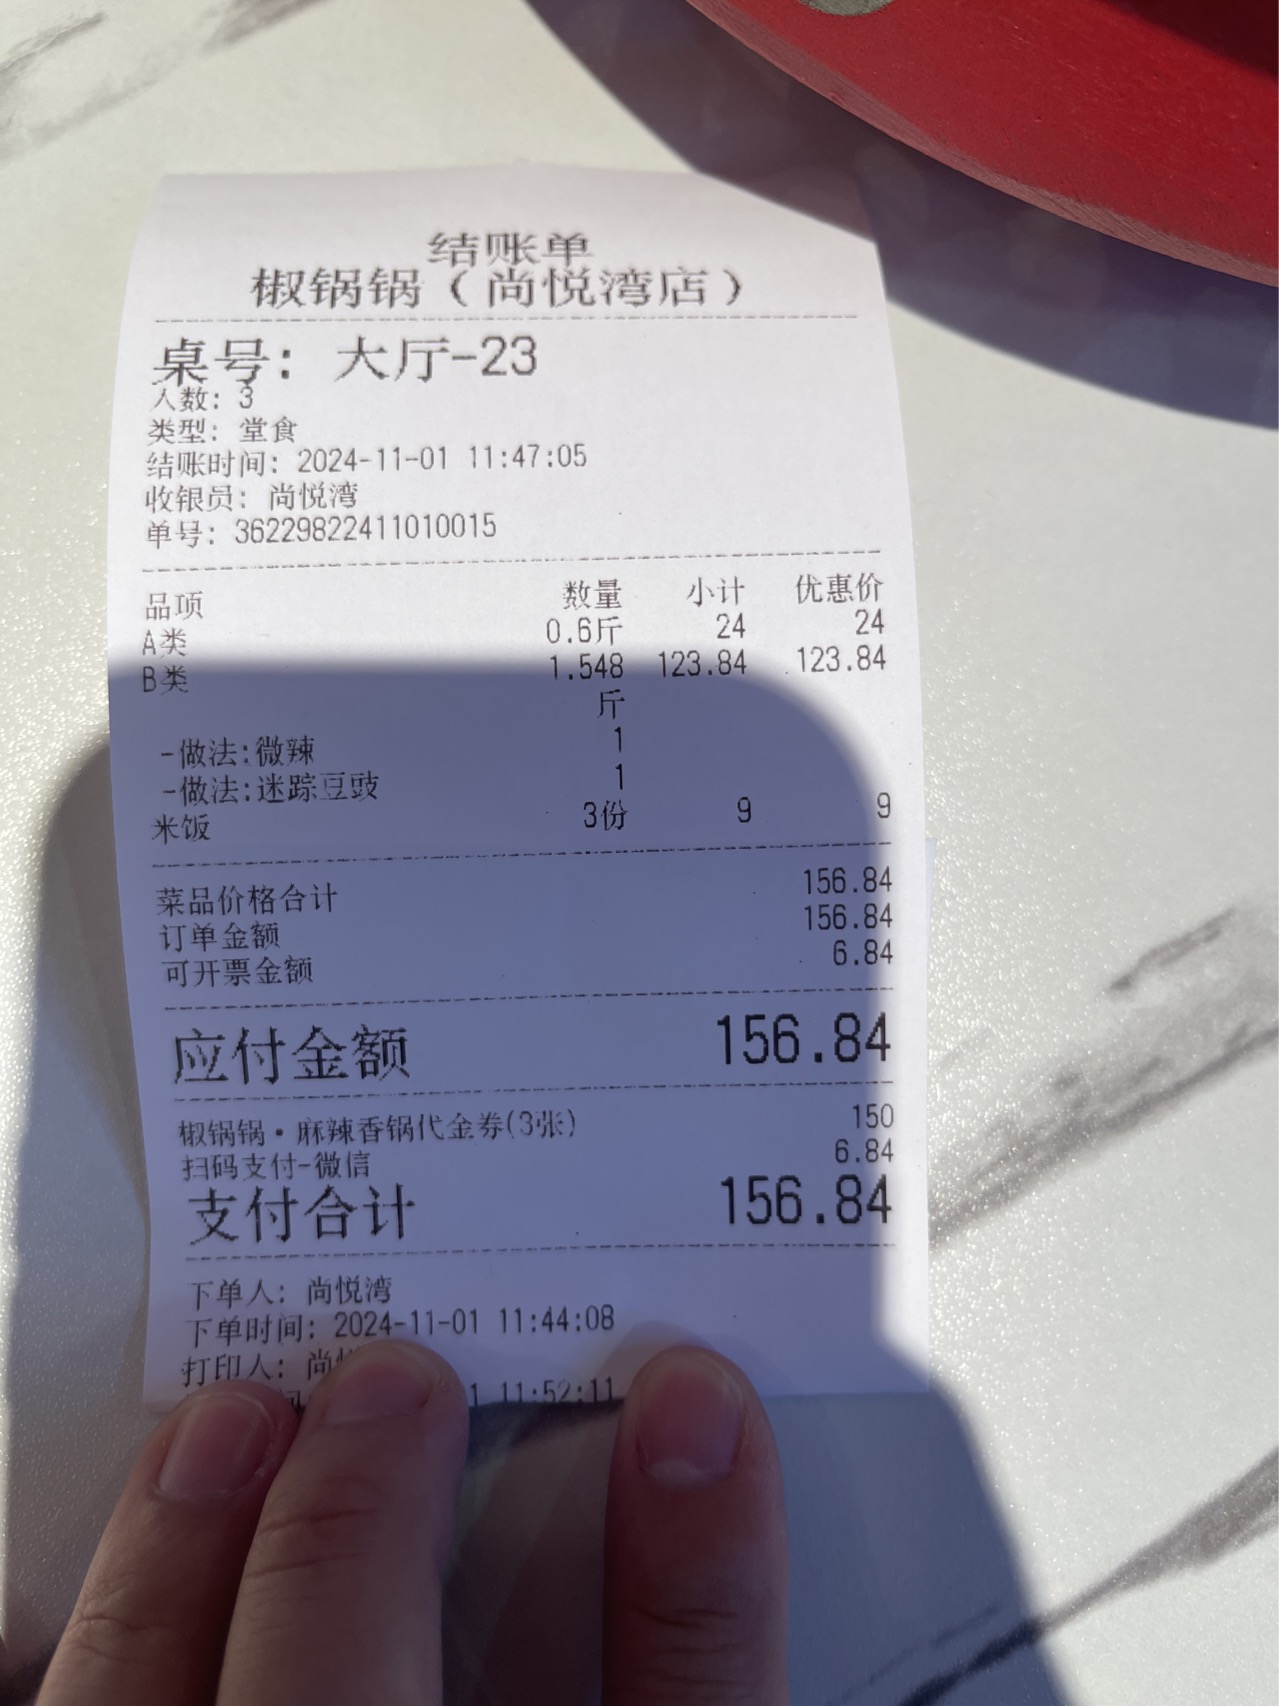 结账单
椒锅锅（尚悦湾店）
桌号：大厅-23
人数：3
类型：堂食
结账时间：2024-11-01 11:47:05
收银员：尚悦湾
单号：36229822411010015
品项 数量 小计 优惠价
A类 0.6斤 24 24
B类 1.548斤 123.84 123.84
-做法:微辣 1
-做法:迷踪豆豉 1
米饭 3份 9 9
菜品价格合计 156.84
订单金额 156.84
可开票金额 6.84
应付金额 156.84
椒锅锅·麻辣香锅代金券(3张) 150
扫码支付-微信 6.84
支付合计 156.84
下单人：尚悦湾
下单时间：2024-11-01 11:44:08
打印人：尚悦
1 11:52:11